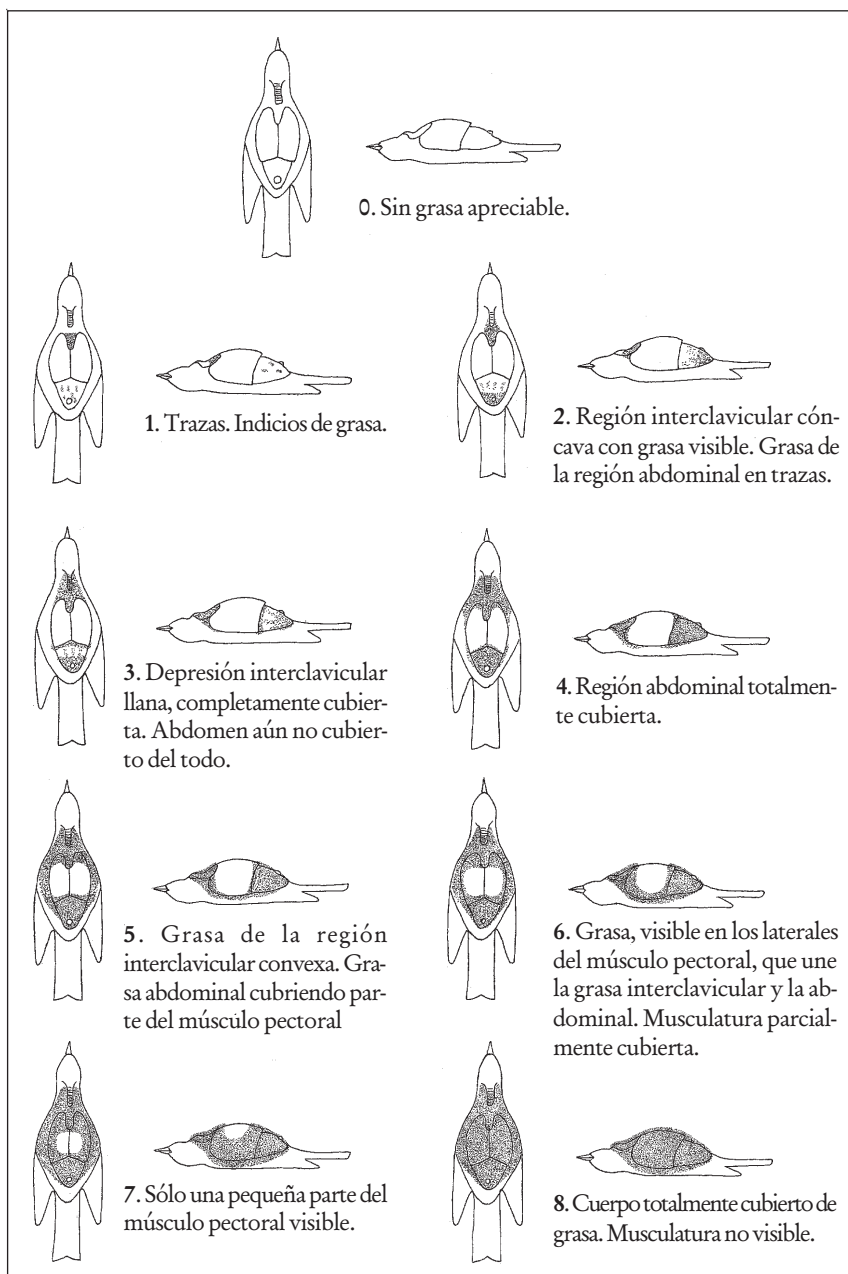 0. Sin grasa apreciable.
1. Trazas. Indicios de grasa.
2. Región interclavicular cón-
cava con grasa visible. Grasa de
la región abdominal en trazas.
3. Depresión interclavicular
llana, completamente cubier-
ta. Abdomen aún no cubier-
to del todo.
4. Región abdominal totalmen-
te cubierta.
5. Grasa de la región
interclavicular convexa. Gra-
sa abdominal cubriendo par-
te del músculo pectoral
6. Grasa, visible en los laterales
del músculo pectoral, que une
la grasa interclavicular y la ab-
dominal. Musculatura parcial-
mente cubierta.
7. Sólo una pequeña parte del
músculo pectoral visible.
8. Cuerpo totalmente cubierto de
grasa. Musculatura no visible.